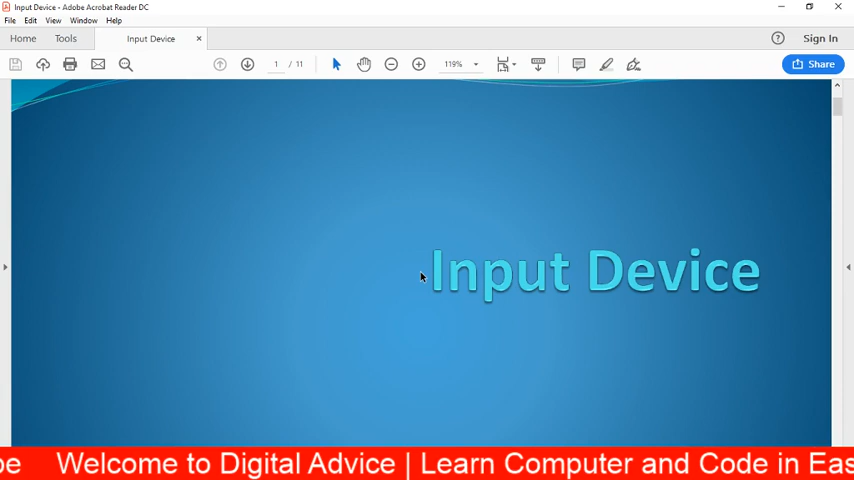 Input Device - Adobe Acrobat Reader DC
File Edit View Window Help
Home Tools Input Device × ? Sign In
1 / 11 119% Share
Input Device
be Welcome to Digital Advice | Learn Computer and Code in Eas